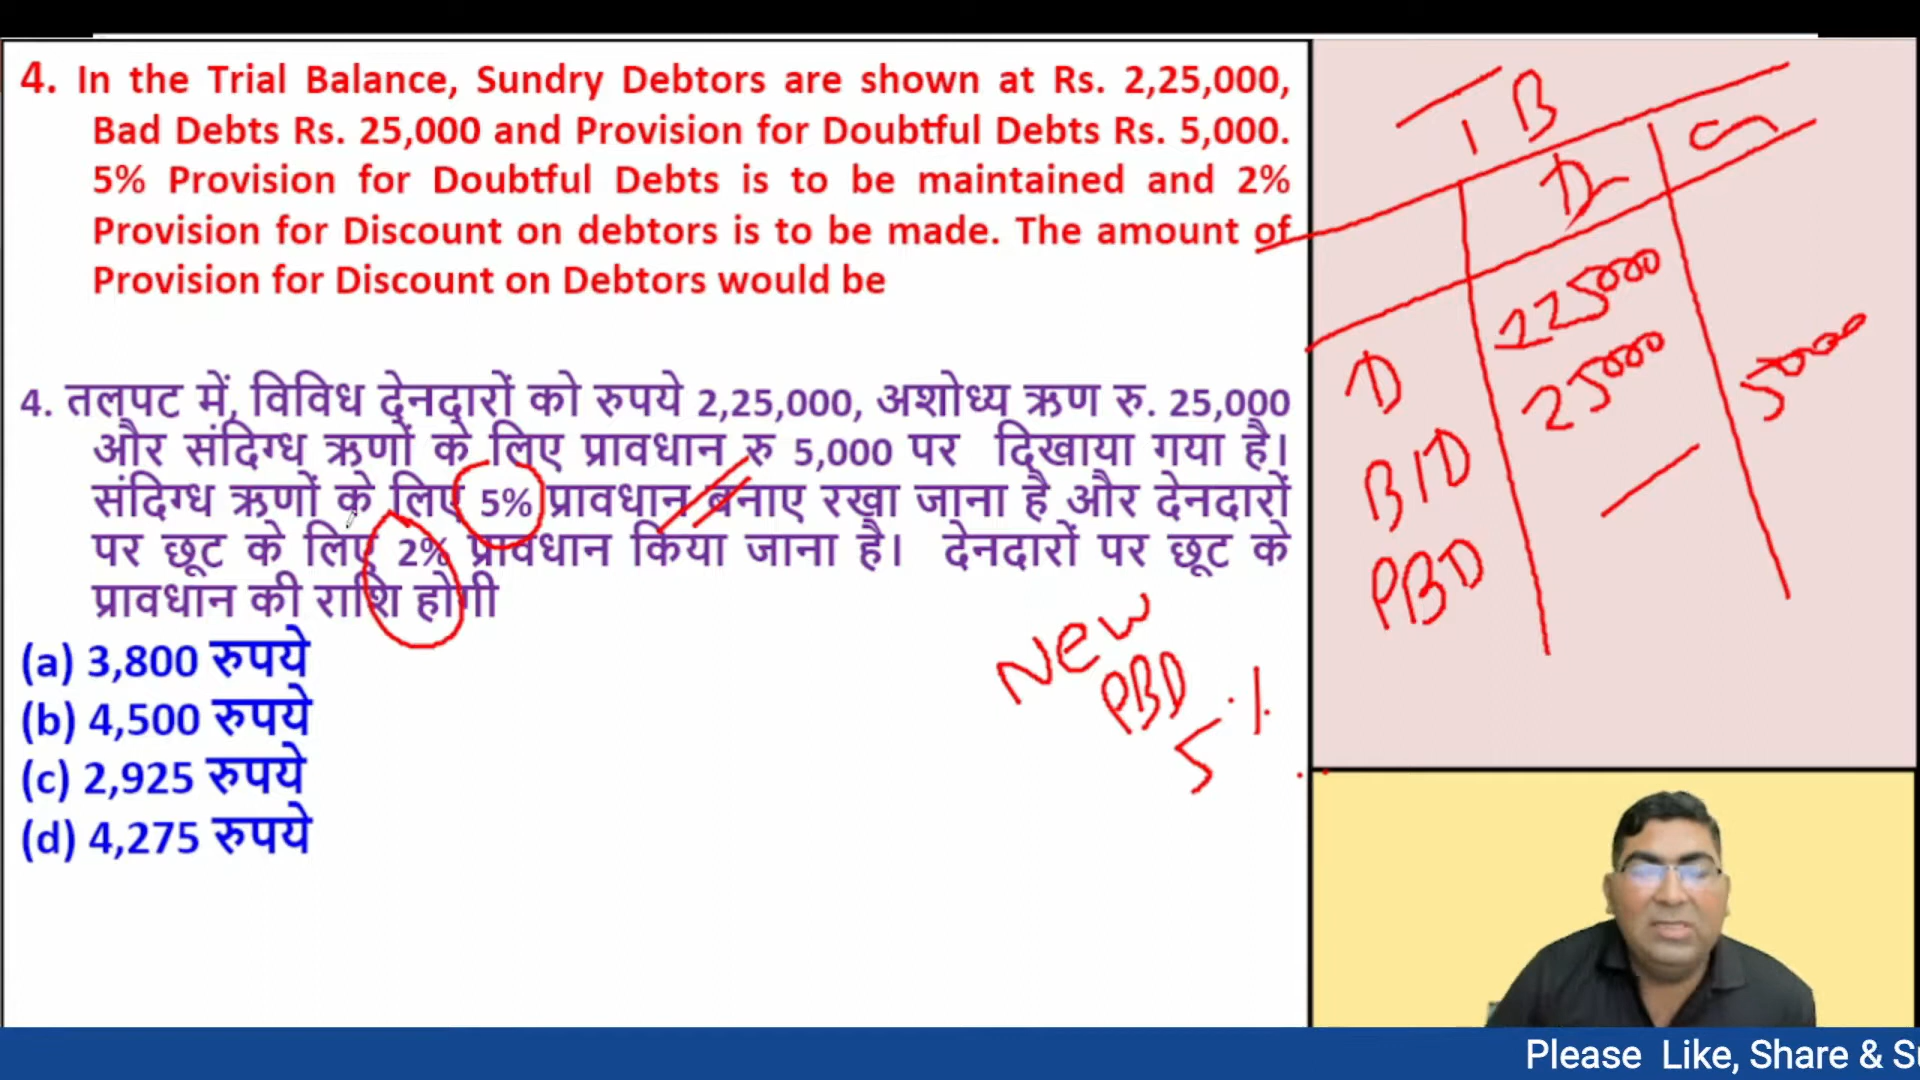 4. In the Trial Balance, Sundry Debtors are shown at Rs. 2,25,000,
Bad Debts Rs. 25,000 and Provision for Doubtful Debts Rs. 5,000.
5% Provision for Doubtful Debts is to be maintained and 2%
Provision for Discount on debtors is to be made. The amount of
Provision for Discount on Debtors would be
4. तलपट में, विविध देनदारों को रुपये 2,25,000, अशोध्य ऋण रु. 25,000
और संदिग्ध ऋणों के लिए प्रावधान रु 5,000 पर दिखाया गया है।
संदिग्ध ऋणों के लिए 5% प्रावधान बनाए रखा जाना है और देनदारों
पर छूट के लिए 2% प्रावधान किया जाना है। देनदारों पर छूट के
प्रावधान की राशि होगी
(a) 3,800 रुपये
(b) 4,500 रुपये
(c) 2,925 रुपये
(d) 4,275 रुपये
New
PBD
5%
TB
Dr
D 225000
B/D 25000
PBD 5000
Please Like, Share &